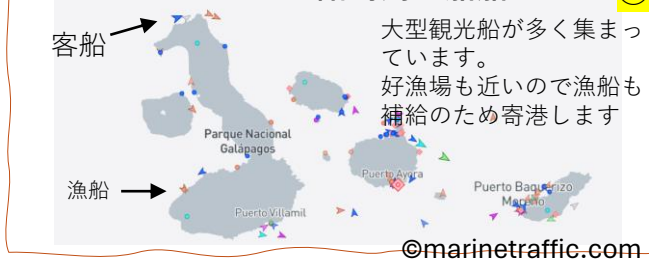 客船
大型観光船が多く集まっ
ています。
好漁場も近いので漁船も
補給のため寄港します
Parque Nacional
Galápagos
漁船
Puerto Ayora
Puerto Baquerizo
Moreno
Puerto Villamil
©marinetraffic.com